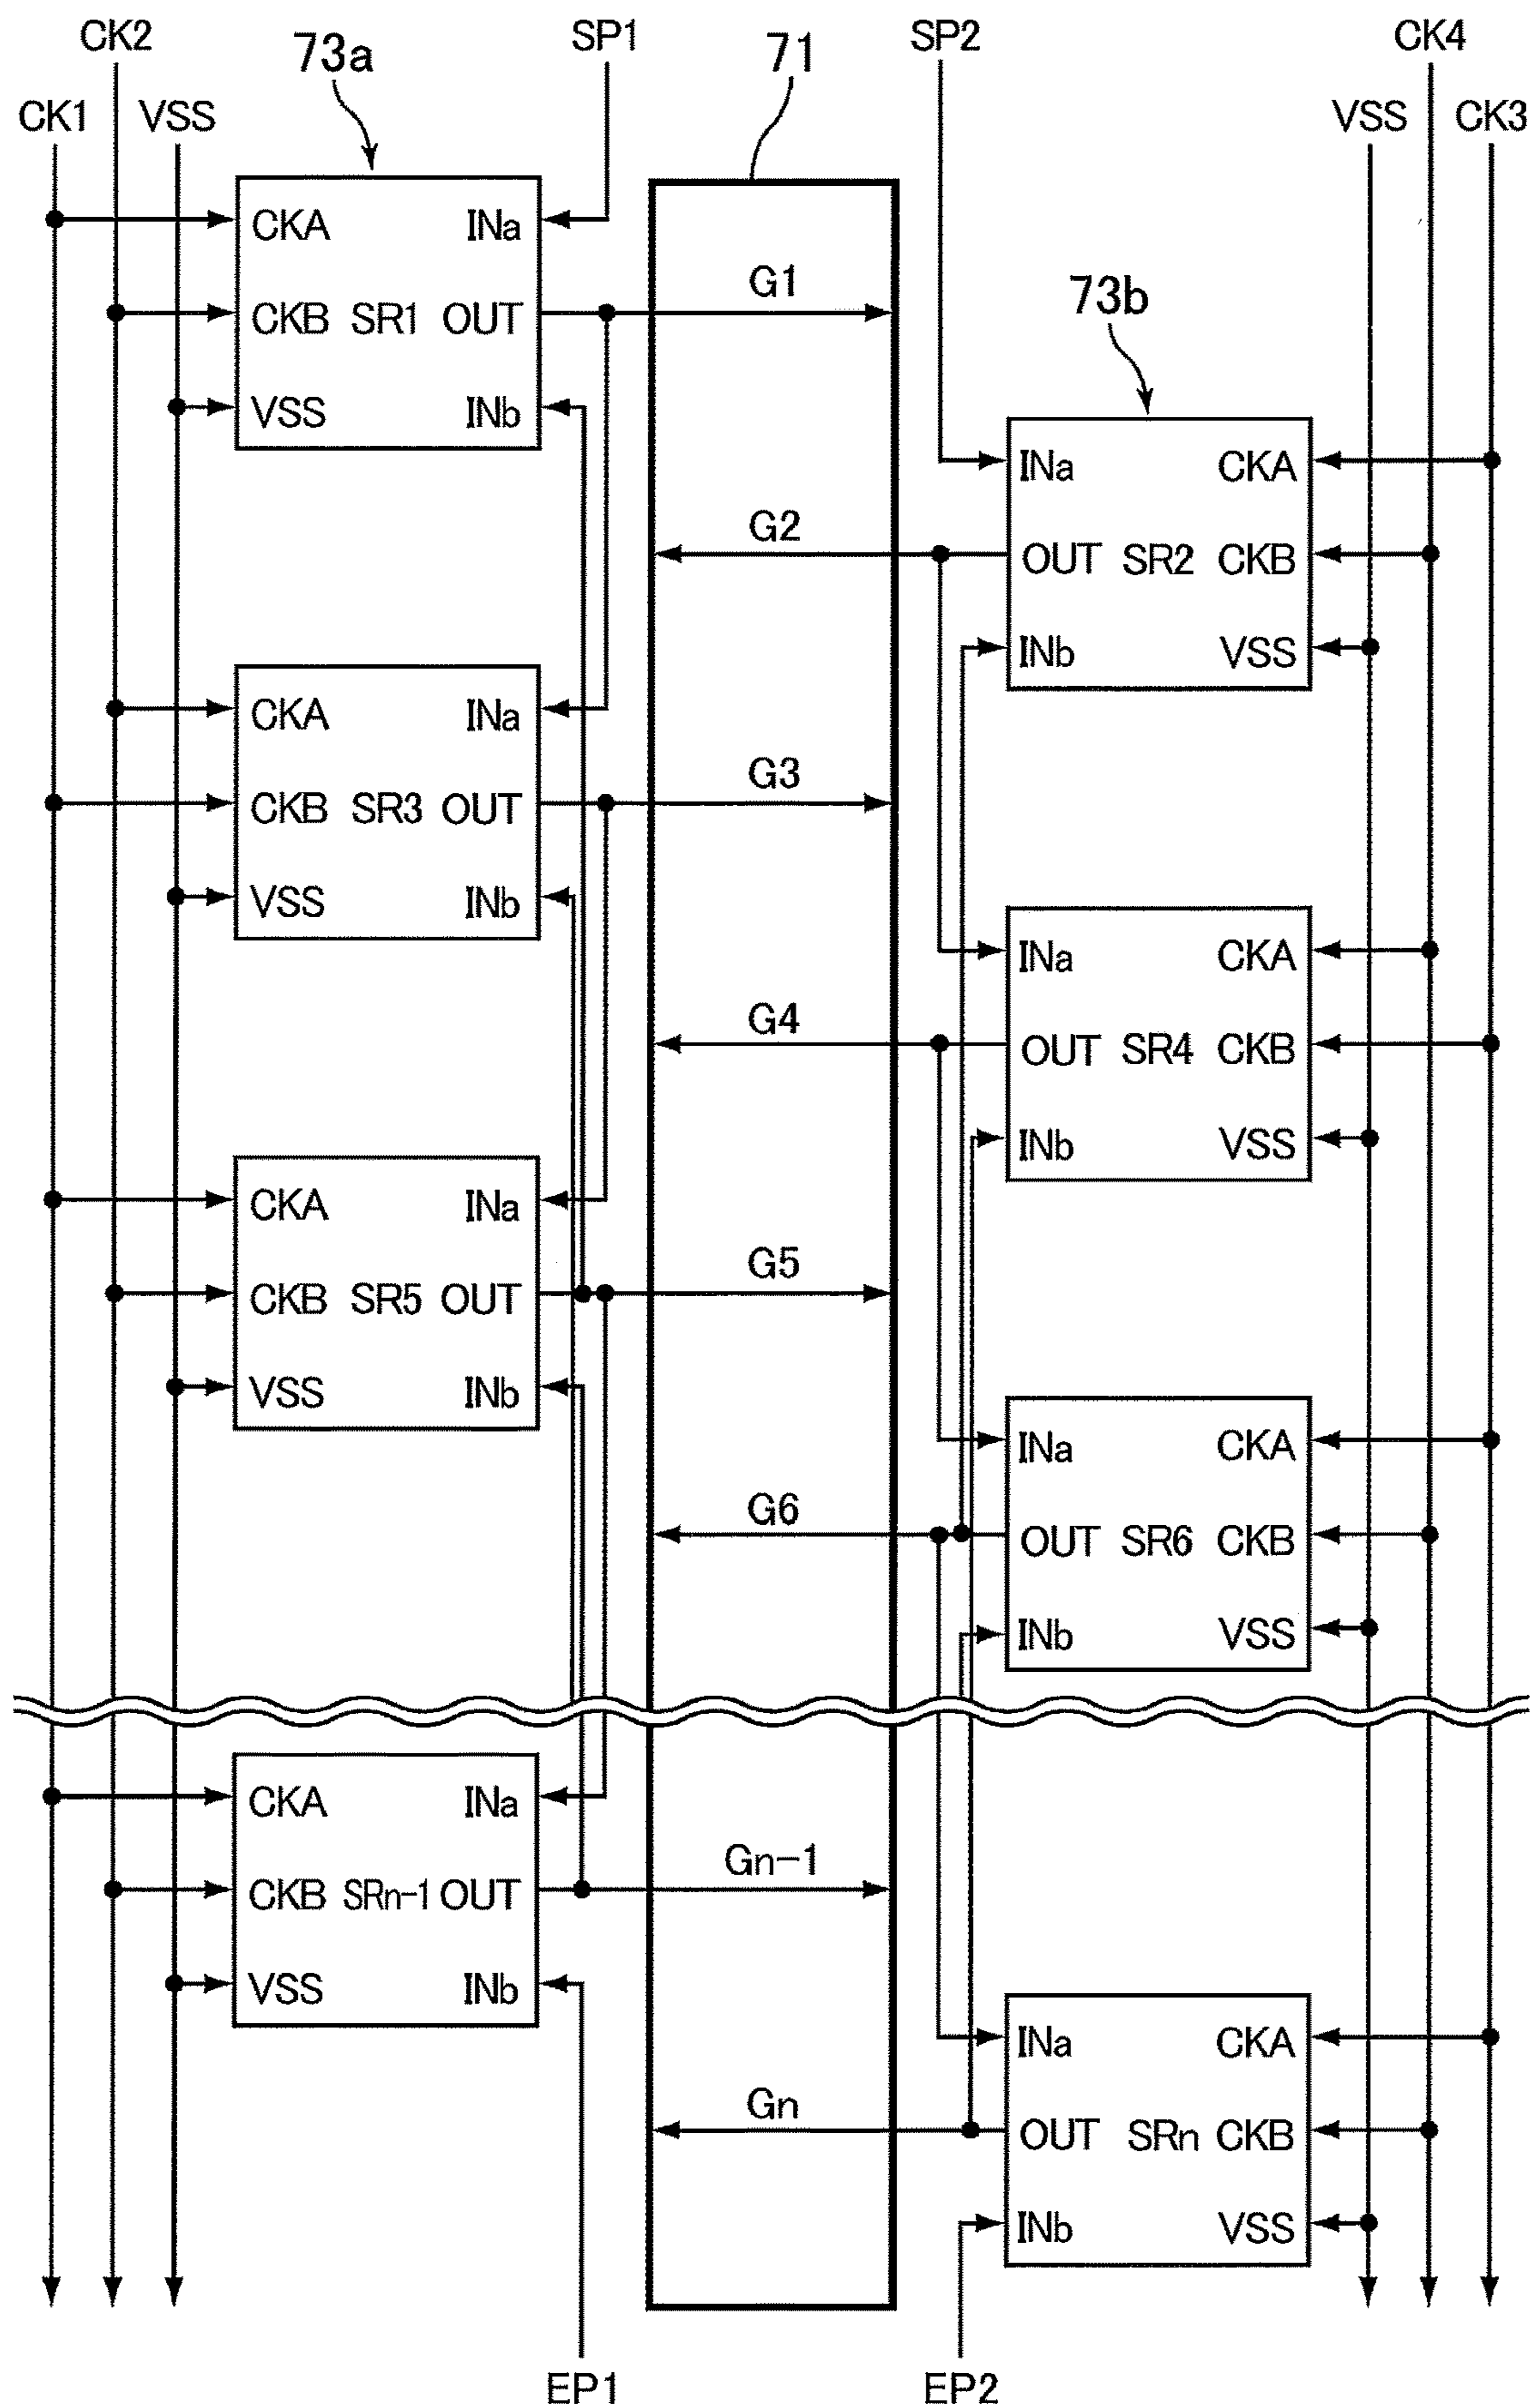 CK2 73a SP1 71 SP2 CK4
CK1 VSS VSS CK3
CKA INa
CKB SR1 OUT G1
VSS INb
73b
INa CKA
G2 OUT SR2 CKB
INb VSS
CKA INa
CKB SR3 OUT G3
VSS INb
INa CKA
G4 OUT SR4 CKB
INb VSS
CKA INa
CKB SR5 OUT G5
VSS INb
INa CKA
G6 OUT SR6 CKB
INb VSS
CKA INa
CKB SRn-1 OUT Gn-1
VSS INb
INa CKA
Gn OUT SRn CKB
INb VSS
EP1 EP2